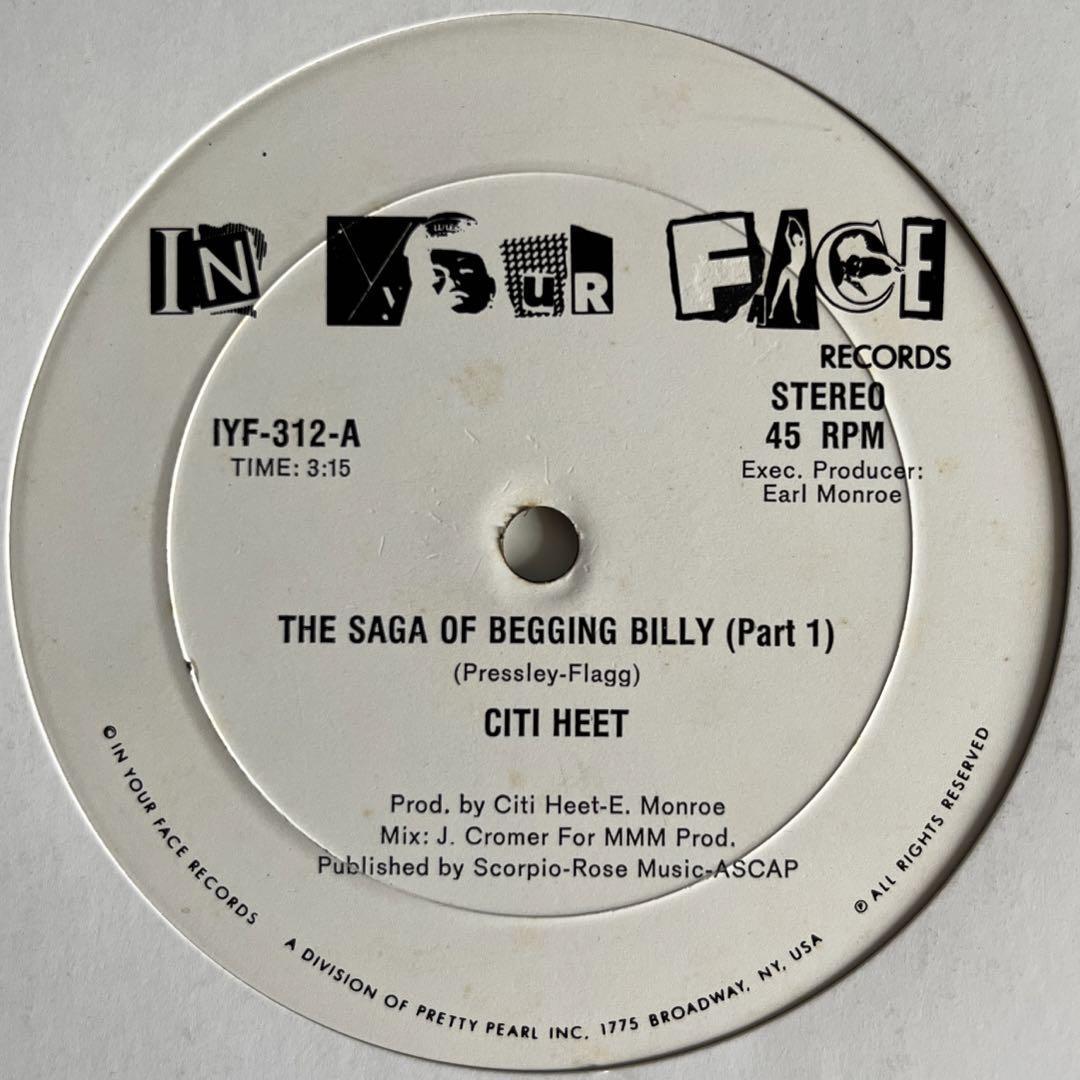 IN YOUR FACE
RECORDS
STEREO
45 RPM
Exec. Producer:
Earl Monroe
IYF-312-A
TIME: 3:15
THE SAGA OF BEGGING BILLY (Part 1)
(Pressley-Flagg)
CITI HEET
Prod. by Citi Heet-E. Monroe
Mix: J. Cromer For MMM Prod.
Published by Scorpio-Rose Music-ASCAP
© IN YOUR FACE RECORDS A DIVISION OF PRETTY PEARL INC. 1775 BROADWAY, NY, USA ℗ ALL RIGHTS RESERVED